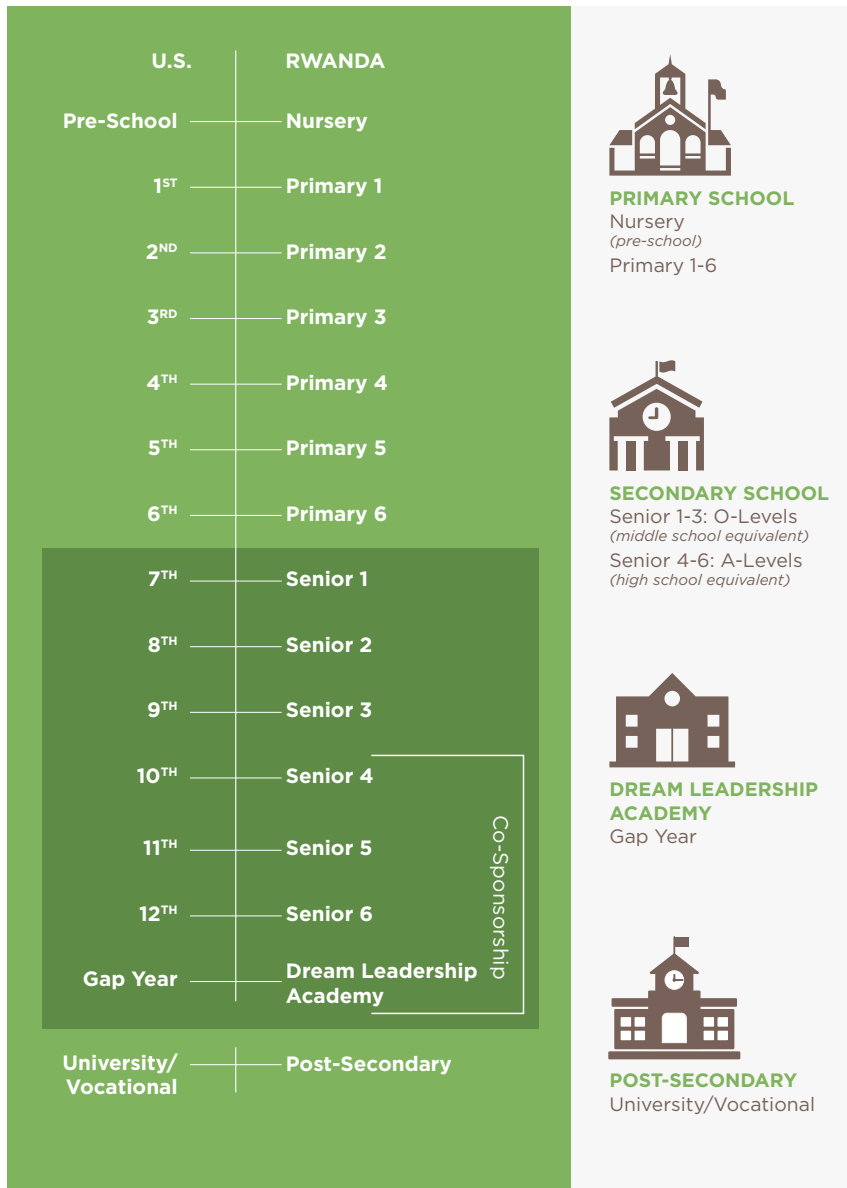 U.S. RWANDA
Pre-School Nursery
1ST Primary 1
2ND Primary 2
3RD Primary 3
4TH Primary 4
5TH Primary 5
6TH Primary 6
7TH Senior 1
8TH Senior 2
9TH Senior 3
10TH Senior 4
11TH Senior 5
12TH Senior 6
Gap Year Dream Leadership
Academy
Co-Sponsorship
University/ Post-Secondary
Vocational
PRIMARY SCHOOL
Nursery
(pre-school)
Primary 1-6
SECONDARY SCHOOL
Senior 1-3: O-Levels
(middle school equivalent)
Senior 4-6: A-Levels
(high school equivalent)
DREAM LEADERSHIP
ACADEMY
Gap Year
POST-SECONDARY
University/Vocational